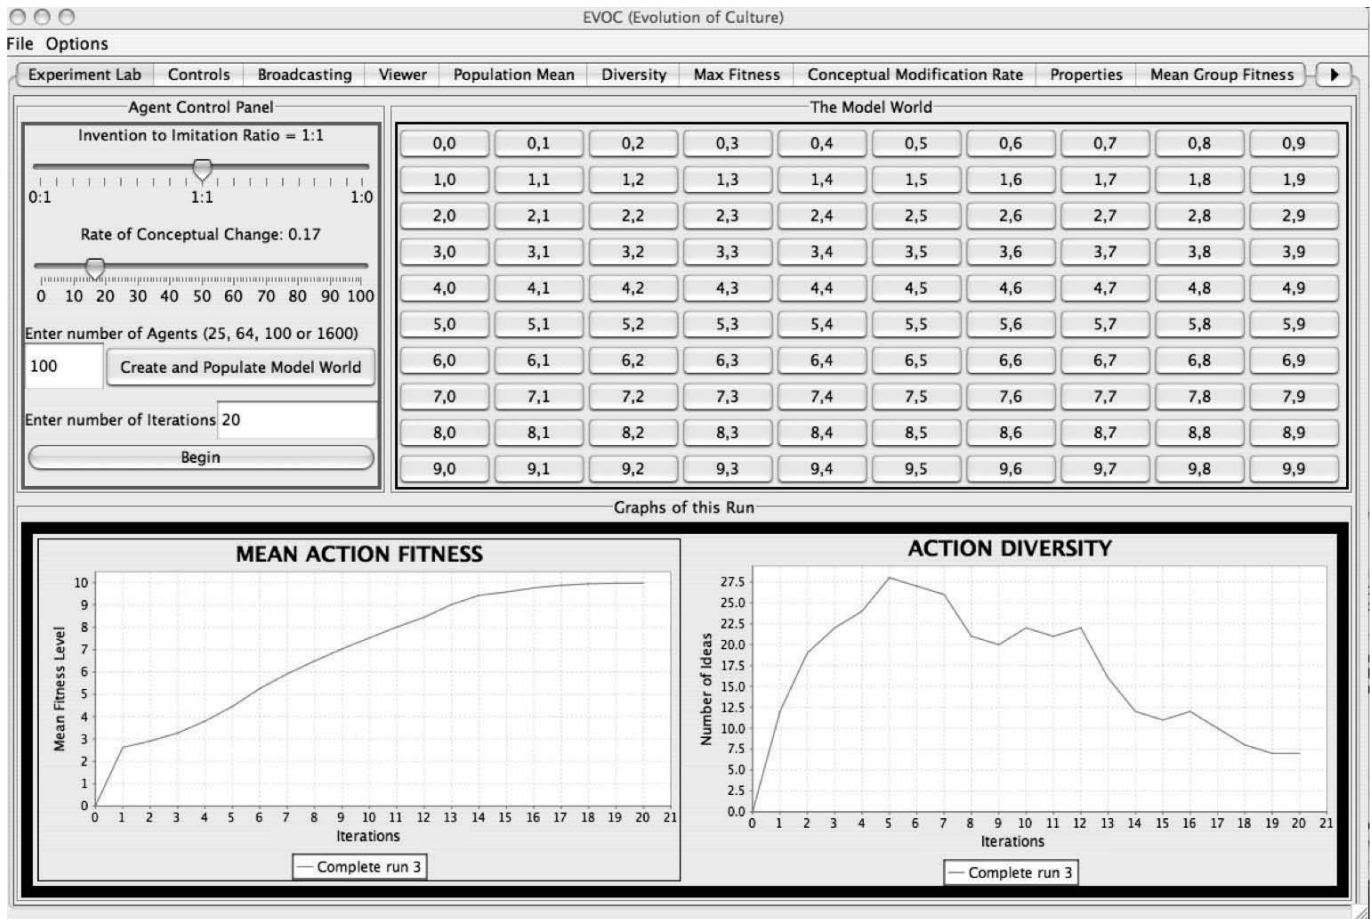 EVOC (Evolution of Culture)
File Options
Experiment Lab Controls Broadcasting Viewer Population Mean Diversity Max Fitness Conceptual Modification Rate Properties Mean Group Fitness
Agent Control Panel
Invention to Imitation Ratio = 1:1
0:1 1:1 1:0
Rate of Conceptual Change: 0.17
0 10 20 30 40 50 60 70 80 90 100
Enter number of Agents (25, 64, 100 or 1600)
100 Create and Populate Model World
Enter number of Iterations 20
Begin
The Model World
0,0 0,1 0,2 0,3 0,4 0,5 0,6 0,7 0,8 0,9
1,0 1,1 1,2 1,3 1,4 1,5 1,6 1,7 1,8 1,9
2,0 2,1 2,2 2,3 2,4 2,5 2,6 2,7 2,8 2,9
3,0 3,1 3,2 3,3 3,4 3,5 3,6 3,7 3,8 3,9
4,0 4,1 4,2 4,3 4,4 4,5 4,6 4,7 4,8 4,9
5,0 5,1 5,2 5,3 5,4 5,5 5,6 5,7 5,8 5,9
6,0 6,1 6,2 6,3 6,4 6,5 6,6 6,7 6,8 6,9
7,0 7,1 7,2 7,3 7,4 7,5 7,6 7,7 7,8 7,9
8,0 8,1 8,2 8,3 8,4 8,5 8,6 8,7 8,8 8,9
9,0 9,1 9,2 9,3 9,4 9,5 9,6 9,7 9,8 9,9
Graphs of this Run
MEAN ACTION FITNESS
Mean Fitness Level
10
9
8
7
6
5
4
3
2
1
0
0 1 2 3 4 5 6 7 8 9 10 11 12 13 14 15 16 17 18 19 20 21
Iterations
Complete run 3
ACTION DIVERSITY
Number of Ideas
27.5
25.0
22.5
20.0
17.5
15.0
12.5
10.0
7.5
5.0
2.5
0.0
0 1 2 3 4 5 6 7 8 9 10 11 12 13 14 15 16 17 18 19 20 21
Iterations
Complete run 3